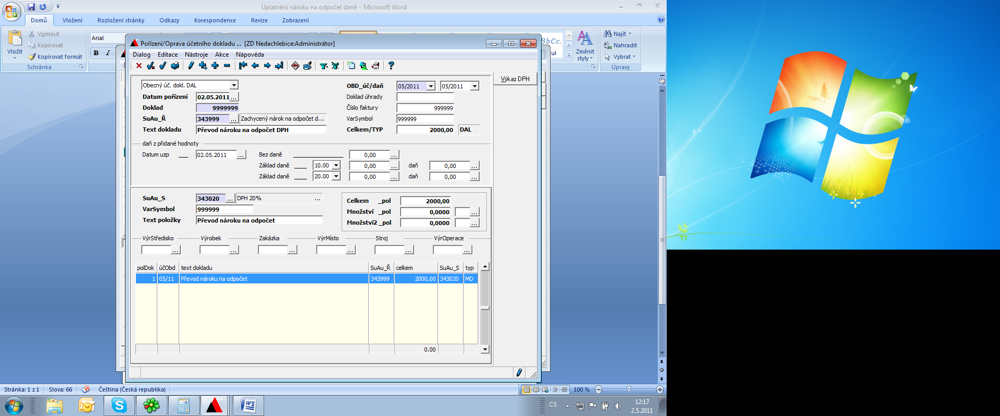 Uplatnění nároku na odpočet daně - Microsoft Word
Domů Vložení Rozložení stránky Odkazy Korespondence Revize Zobrazení
Vložit
Vyjmout
Kopírovat
Kopírovat formát
Schránka
Arial
B I
Změnit styly
Najít
Nahradit
Vybrat
Úpravy
Pořízení/Oprava účetního dokladu ... [ZD Nedachlebice:Administrátor]
Dialog Editace Nástroje Akce Nápověda
Výkaz DPH
Obecný úč. dokl. DAL
OBD_úč/daň 05/2011 05/2011
Datum pořízení 02.05.2011 ...
Doklad úhrady
Doklad 9999999
Číslo faktury 999999
SuAu_Ř 343999 ... Zachycený nárok na odpočet d...
VarSymbol 999999
Text dokladu Převod nároku na odpočet DPH
Celkem/TYP 2000,00 DAL
daň z přidané hodnoty
Datum uzp ___ 02.05.2011 ... Bez daně 0,00 ...
Základ daně ___ 10.00 0,00 ... daň 0,00 ...
Základ daně ___ 20.00 0,00 ... daň 0,00 ...
SuAu_S 343020 ... DPH 20% ...
VarSymbol 999999
Text položky Převod nároku na odpočet
Celkem _pol 2000,00
Množství _pol 0,0000 ...
Množství2 _pol 0,0000 ...
VýrStředisko Výrobek Zakázka VýrMísto Stroj VýrOperace
... ... ... ... ... ...
polDok účObd text dokladu SuAu_Ř celkem SuAu_S typ
1 05/11 Převod nároku na odpočet 343999 2000,00 343020 MD
0.00
Stránka: 1 z 1 Slova: 66 Čeština (Česká republika) 100 %
CS 12:17
2.5.2011